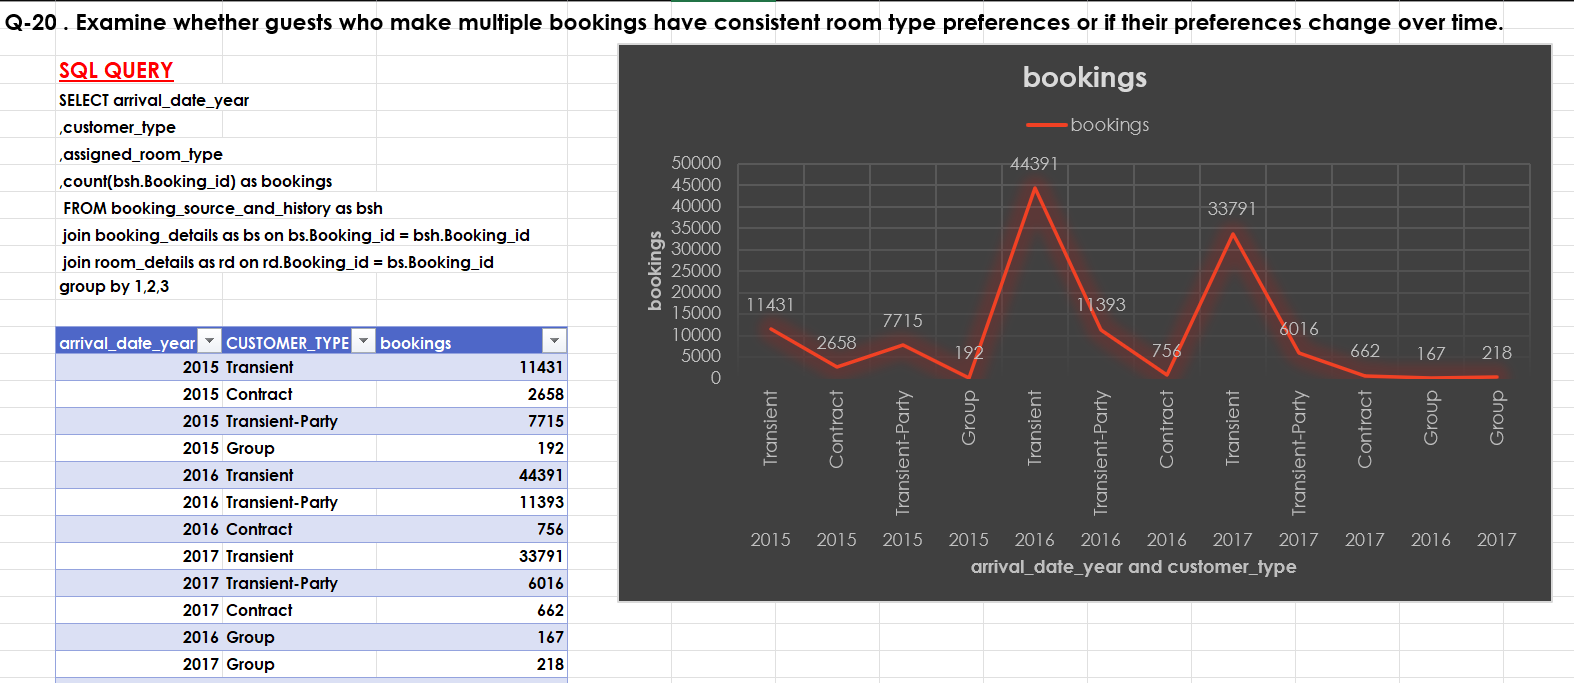 Q-20 . Examine whether guests who make multiple bookings have consistent room type preferences or if their preferences change over time.
SQL QUERY
SELECT arrival_date_year
,customer_type
,assigned_room_type
,count(bsh.Booking_id) as bookings
FROM booking_source_and_history as bsh
join booking_details as bs on bs.Booking_id = bsh.Booking_id
join room_details as rd on rd.Booking_id = bs.Booking_id
group by 1,2,3
arrival_date_year CUSTOMER_TYPE bookings
2015 Transient 11431
2015 Contract 2658
2015 Transient-Party 7715
2015 Group 192
2016 Transient 44391
2016 Transient-Party 11393
2016 Contract 756
2017 Transient 33791
2017 Transient-Party 6016
2017 Contract 662
2016 Group 167
2017 Group 218
bookings
bookings
bookings
50000
45000
40000
35000
30000
25000
20000
15000
10000
5000
0
11431 2658 7715 192 44391 11393 756 33791 6016 662 167 218
Transient Contract Transient-Party Group Transient Transient-Party Contract Transient Transient-Party Contract Group Group
2015 2015 2015 2015 2016 2016 2016 2017 2017 2017 2016 2017
arrival_date_year and customer_type